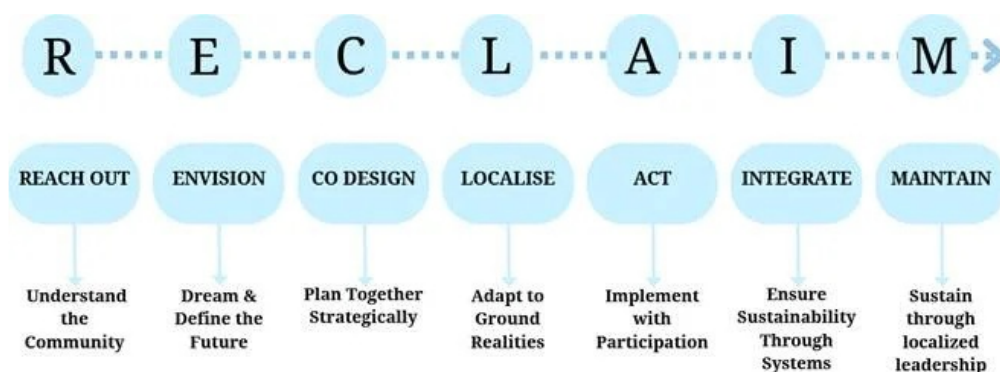 R E C L A I M
REACH OUT
ENVISION
CO DESIGN
LOCALISE
ACT
INTEGRATE
MAINTAIN
Understand
the
Community
Dream &
Define the
Future
Plan Together
Strategically
Adapt to
Ground
Realities
Implement
with
Participation
Ensure
Sustainability
Through
Systems
Sustain
through
localized
leadership